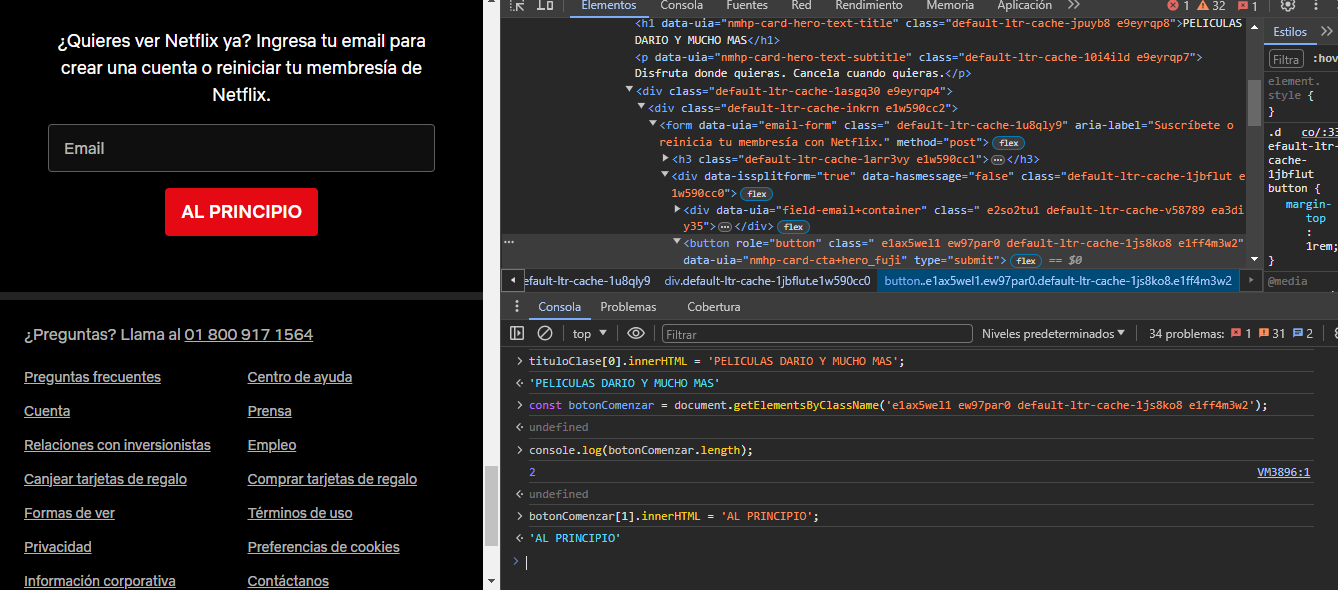 ¿Quieres ver Netflix ya? Ingresa tu email para
crear una cuenta o reiniciar tu membresía de
Netflix.
Email
AL PRINCIPIO
¿Preguntas? Llama al 01 800 917 1564
Preguntas frecuentes
Centro de ayuda
Cuenta
Prensa
Relaciones con inversionistas
Empleo
Canjear tarjetas de regalo
Comprar tarjetas de regalo
Formas de ver
Términos de uso
Privacidad
Preferencias de cookies
Información corporativa
Contáctanos
Elementos Consola Fuentes Red Rendimiento Memoria Aplicación 1 32 1
<h1 data-uia="nmhp-card-hero-text-title" class="default-ltr-cache-jpuyb8 e9eyrqp8">PELICULAS
DARIO Y MUCHO MAS</h1>
<p data-uia="nmhp-card-hero-text-subtitle" class="default-ltr-cache-10i4ild e9eyrqp7">
Disfruta donde quieras. Cancela cuando quieras.</p>
<div class="default-ltr-cache-1asgq30 e9eyrqp4">
<div class="default-ltr-cache-inkrn e1w590cc2">
<form data-uia="email-form" class=" default-ltr-cache-1u8qly9" aria-label="Suscríbete o
reinicia tu membresía con Netflix." method="post"> flex
<h3 class="default-ltr-cache-1arr3vy e1w590cc1">…</h3>
<div data-issplitform="true" data-hasmessage="false" class="default-ltr-cache-1jbflut e
1w590cc0"> flex
<div data-uia="field-email+container" class=" e2so2tu1 default-ltr-cache-v58789 ea3di
y35">…</div> flex
<button role="button" class=" e1ax5wel1 ew97par0 default-ltr-cache-1js8ko8 e1ff4m3w2"
data-uia="nmhp-card-cta+hero_fuji" type="submit"> flex == $0
efault-ltr-cache-1u8qly9 div.default-ltr-cache-1jbflut.e1w590cc0 button..e1ax5wel1.ew97par0.default-ltr-cache-1js8ko8.e1ff4m3w2
Estilos
Filtra :hov
element.
style {
}
.d co/:33
efault-ltr-
cache-
1jbflut
button {
margin-
top
:
1rem;
}
@media
Consola Problemas Cobertura
top Filtrar Niveles predeterminados 34 problemas: 1 31 2
tituloClase[0].innerHTML = 'PELICULAS DARIO Y MUCHO MAS';
'PELICULAS DARIO Y MUCHO MAS'
const botonComenzar = document.getElementsByClassName('e1ax5wel1 ew97par0 default-ltr-cache-1js8ko8 e1ff4m3w2');
undefined
console.log(botonComenzar.length);
2 VM3896:1
undefined
botonComenzar[1].innerHTML = 'AL PRINCIPIO';
'AL PRINCIPIO'